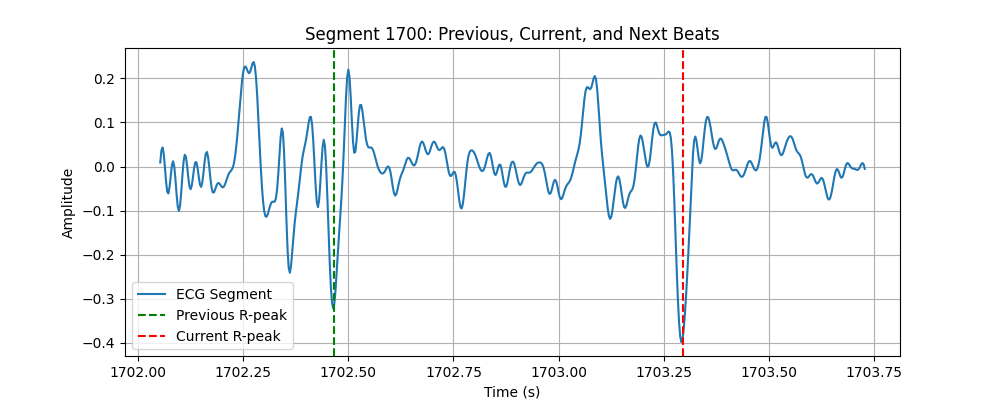 Segment 1700: Previous, Current, and Next Beats
Amplitude
0.2
0.1
0.0
−0.1
−0.2
−0.3
−0.4
ECG Segment
Previous R-peak
Current R-peak
1702.00 1702.25 1702.50 1702.75 1703.00 1703.25 1703.50 1703.75
Time (s)